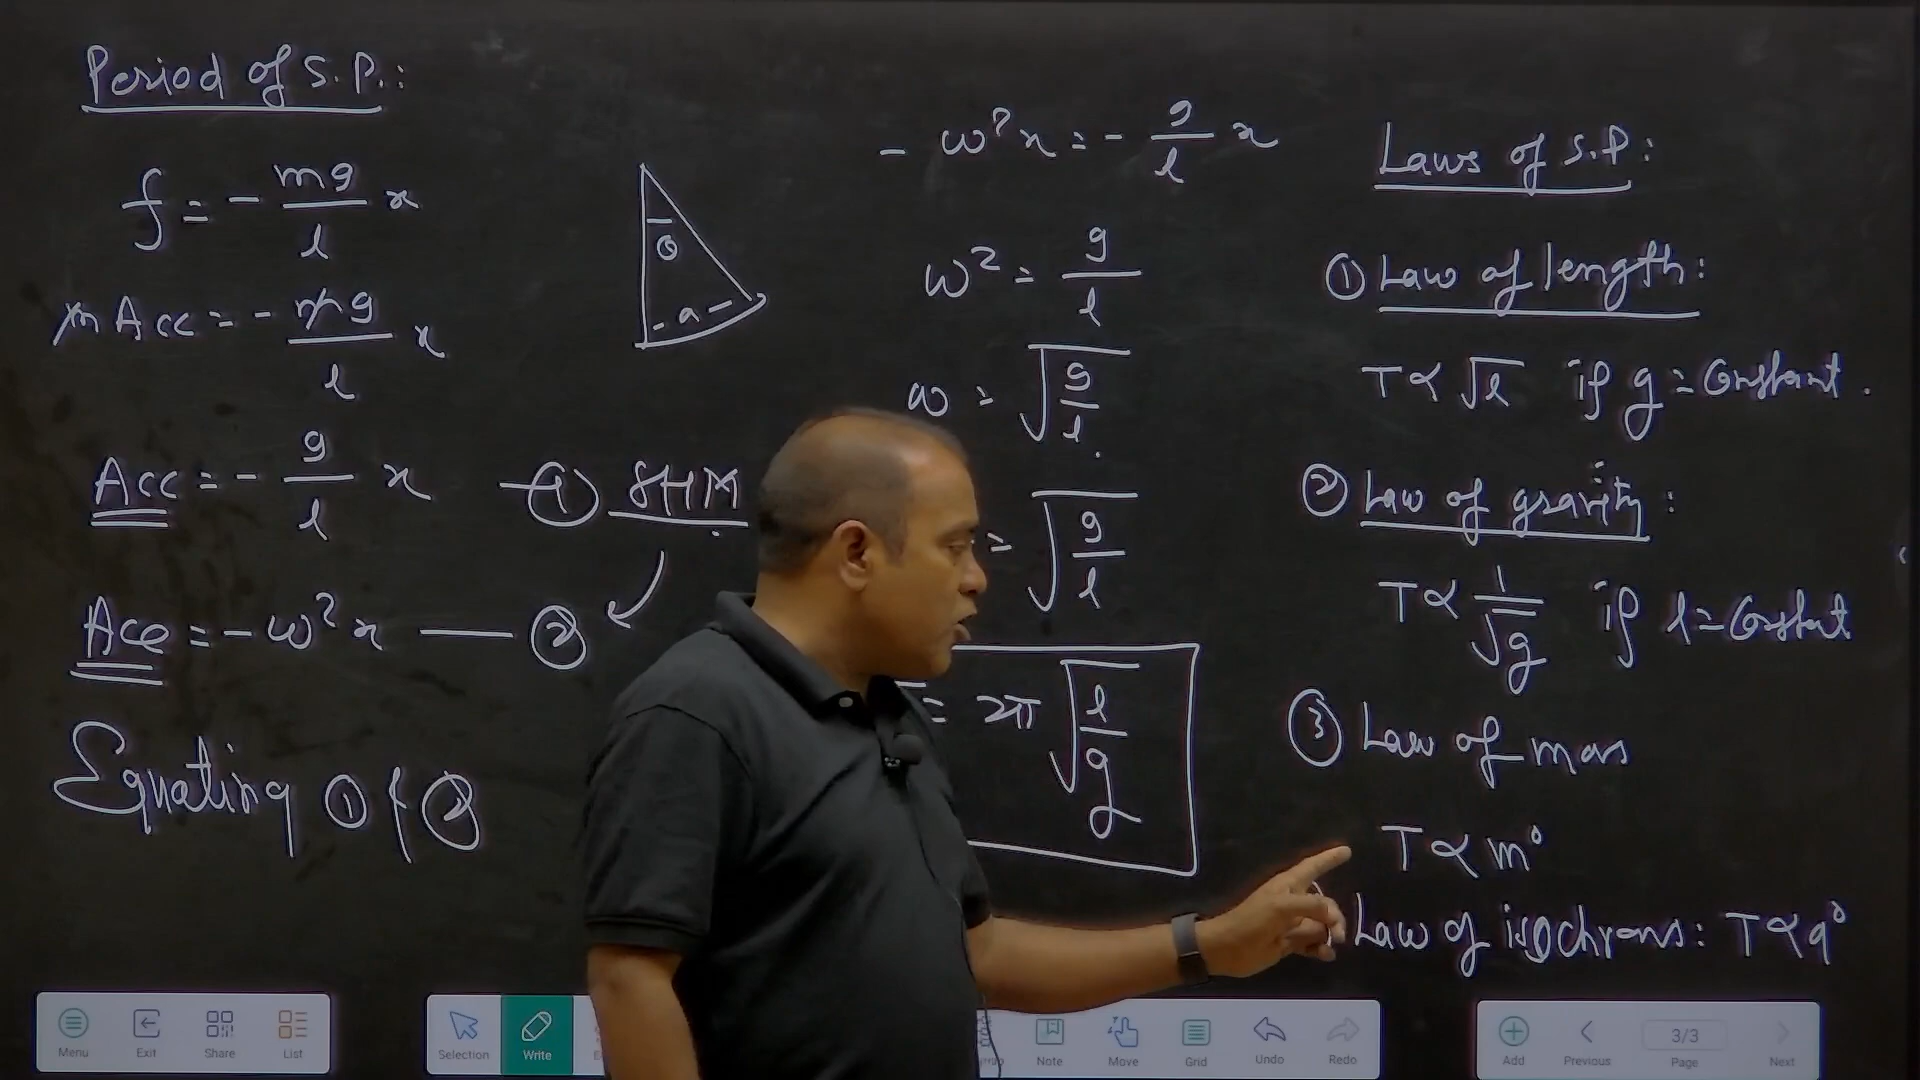 Period of S.P.:
f = - mg/l x
m Acc = - mg/l x
Acc = - g/l x — ① SHM
Acc = - ω²x — ②
Equating ① & ②
θ
a
- ω²x = - g/l x
ω² = g/l
ω = √g/l
= √g/l
= 2π √l/g
Laws of S.P:
① Law of length:
T ∝ √l if g = Constant.
② Law of gravity:
T ∝ 1/√g if l = Constant
③ Law of mass
T ∝ m⁰
Law of isochrons: T ∝ a⁰
Menu
Exit
Share
List
Selection
Write
Note
Move
Grid
Undo
Redo
Add
Previous
3/3
Page
Next